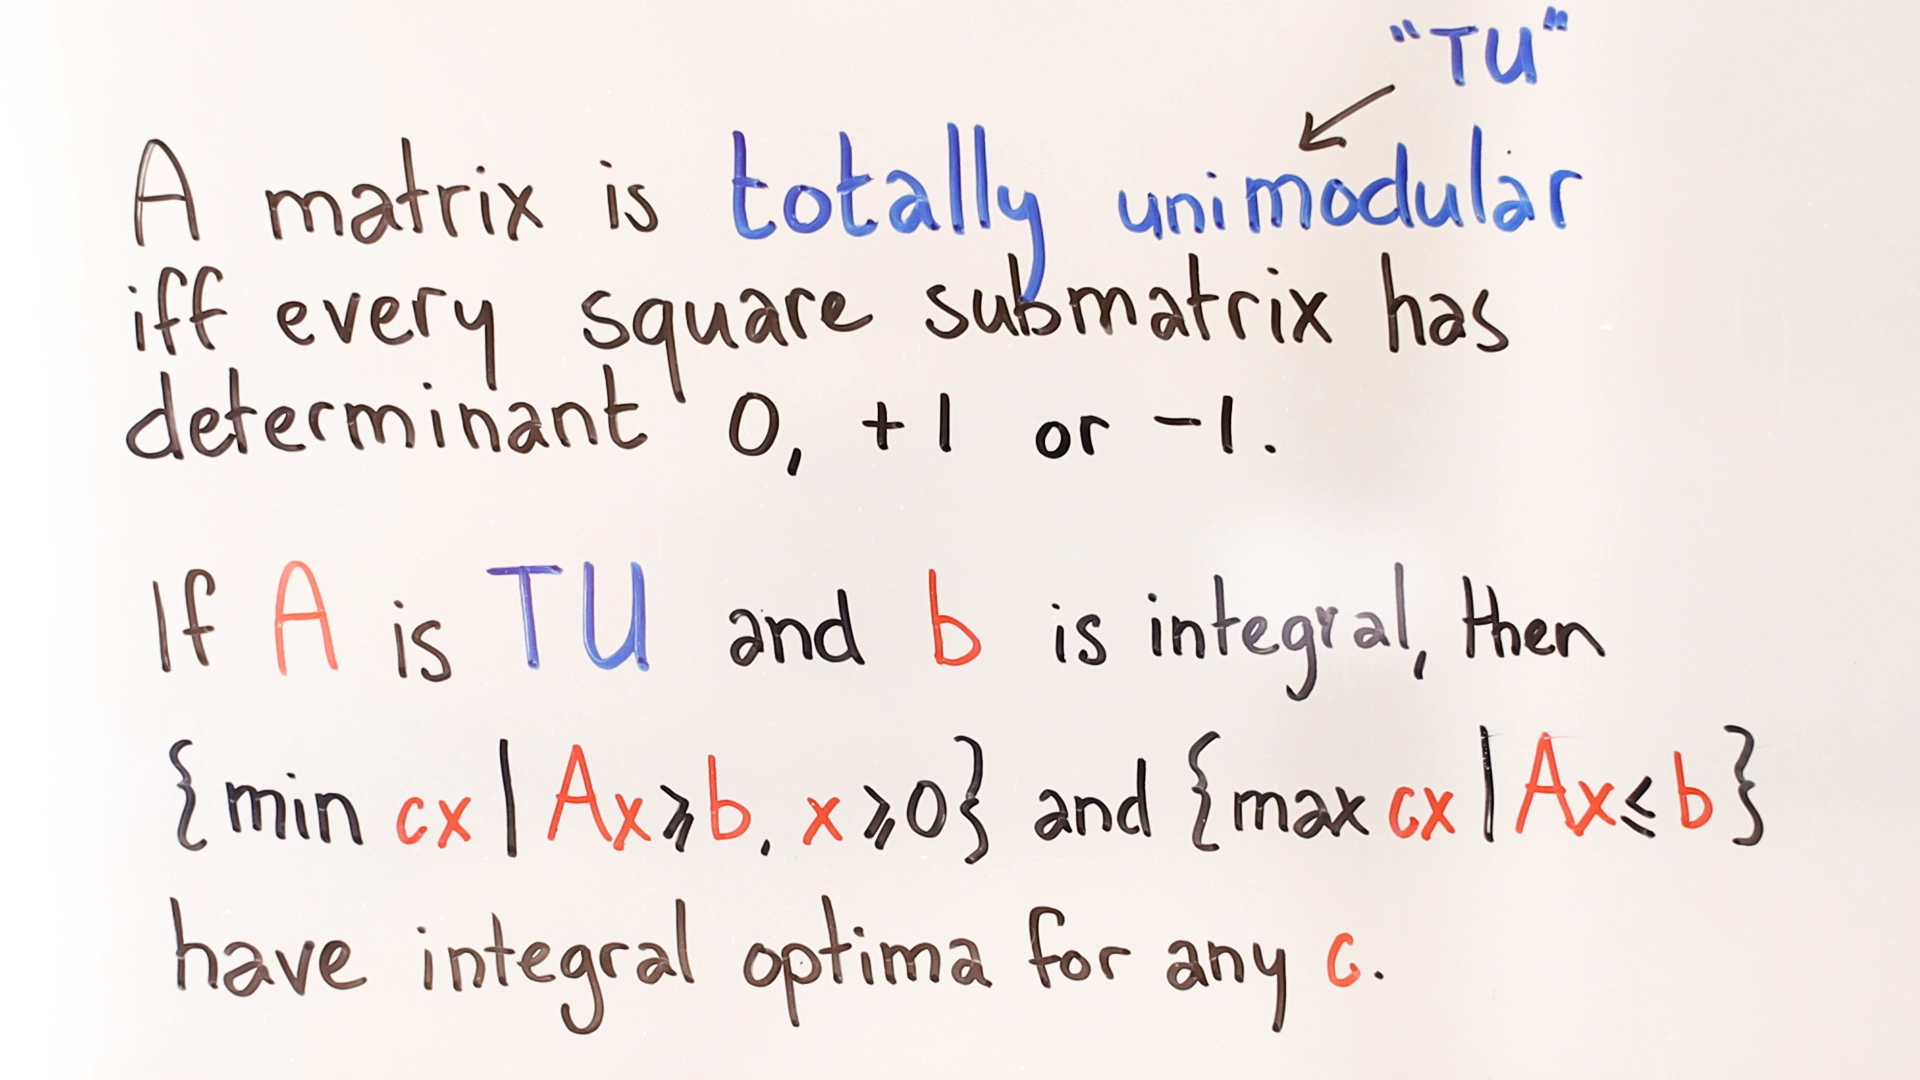 "TU"
A matrix is totally unimodular
iff every square submatrix has
determinant 0, +1 or -1.
If A is TU and b is integral, then
{min cx | Ax ⩾ b, x ⩾ 0} and {max cx | Ax ⩽ b}
have integral optima for any c.